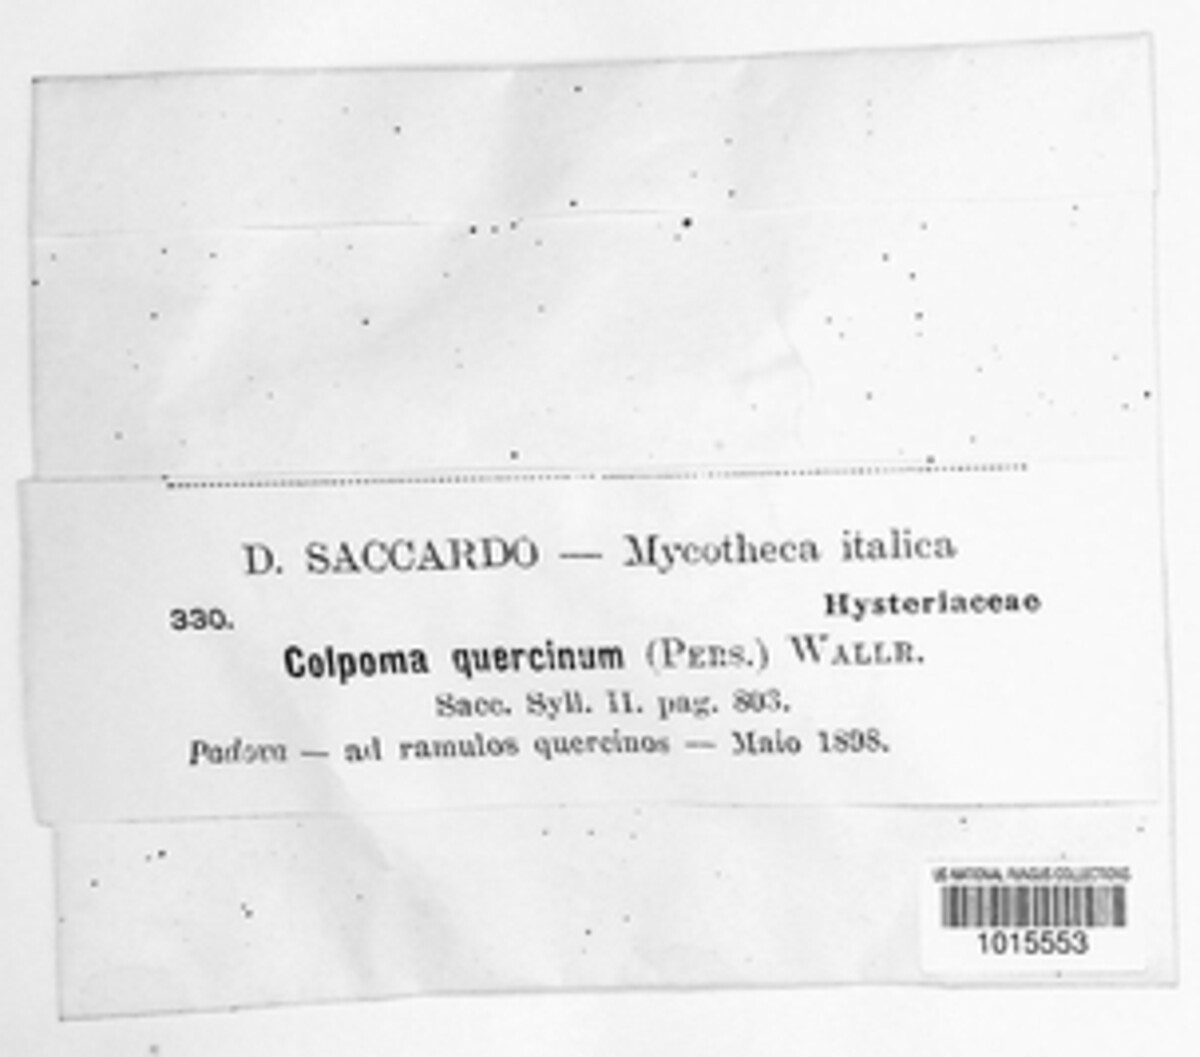 D. SACCARDO — Mycotheca italica
Hysteriaceae
330.
Colpoma quercinum (PERS.) WALLR.
Sacc. Syll. II. pag. 803.
Padova — ad ramulos quercinos — Maio 1898.
US NATIONAL FUNGUS COLLECTIONS
1015553